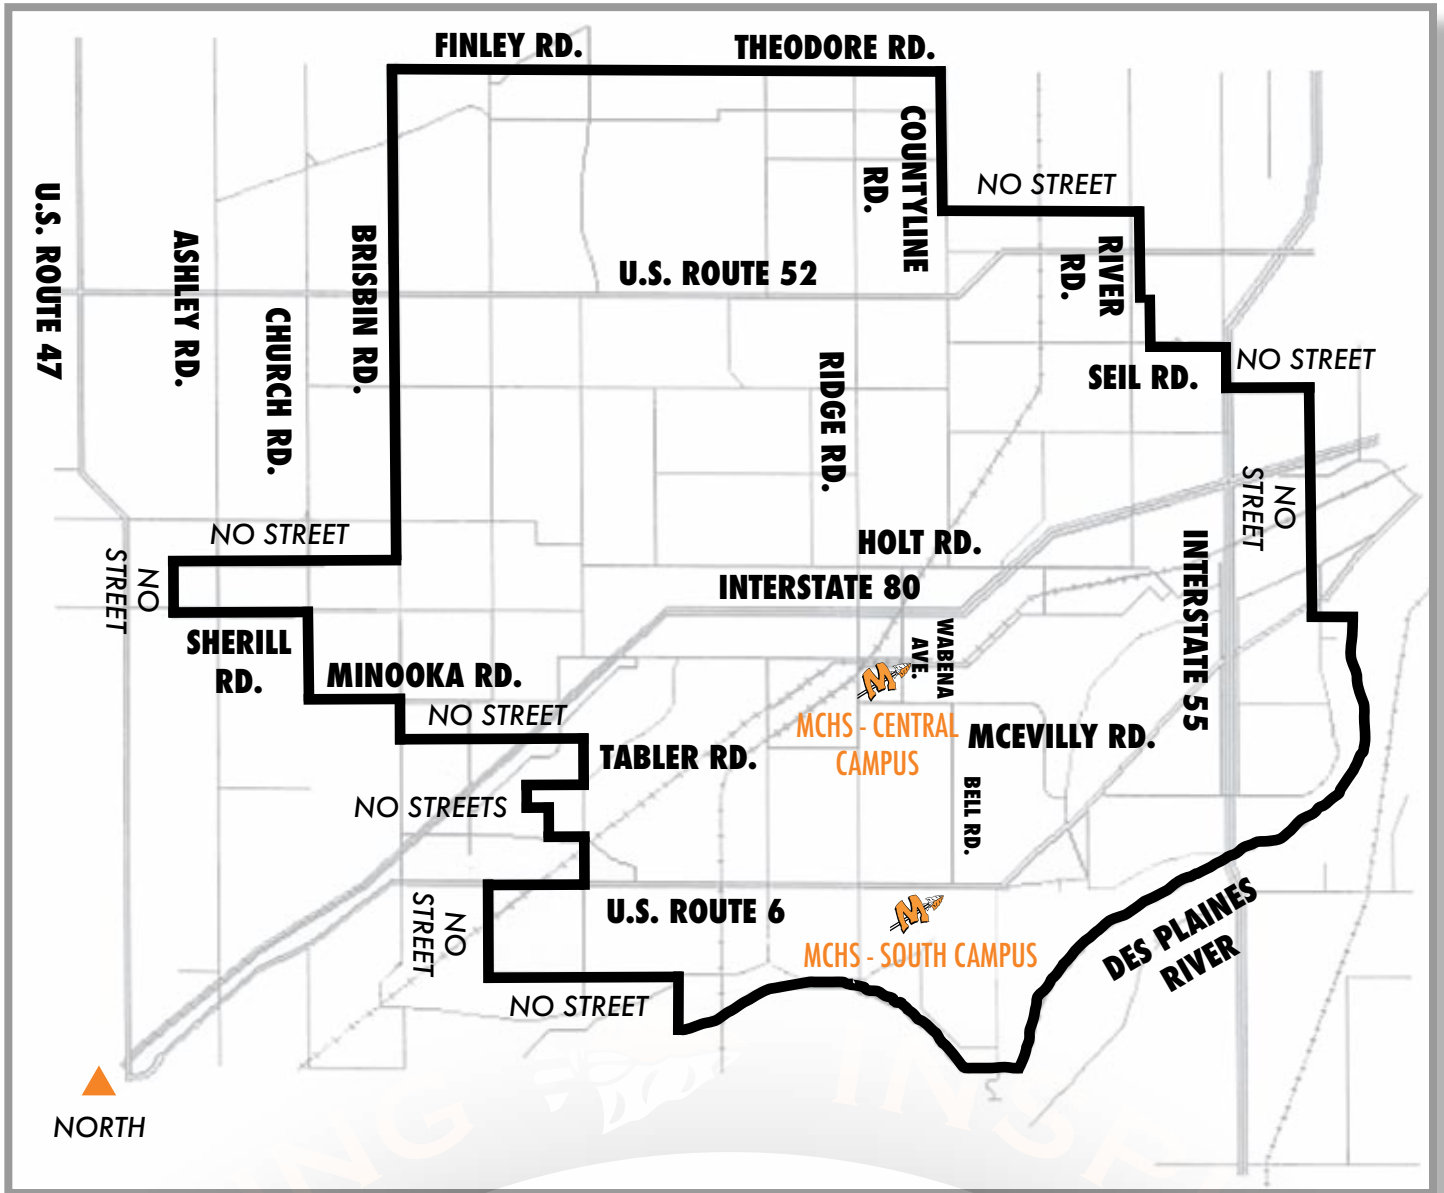 FINLEY RD.
THEODORE RD.
COUNTYLINE
RD.
NO STREET
U.S. ROUTE 47
ASHLEY RD.
CHURCH RD.
BRISBIN RD.
U.S. ROUTE 52
RIVER
RD.
RIDGE RD.
SEIL RD.
NO STREET
NO
STREET
NO STREET
NO
STREET
HOLT RD.
INTERSTATE 80
INTERSTATE 55
SHERILL
RD.
MINOOKA RD.
NO STREET
WABENA
AVE.
M
MCHS - CENTRAL
CAMPUS
MCEVILLY RD.
TABLER RD.
NO STREETS
BELL RD.
NO
STREET
U.S. ROUTE 6
M
MCHS - SOUTH CAMPUS
DES PLAINES
RIVER
NO STREET
NORTH